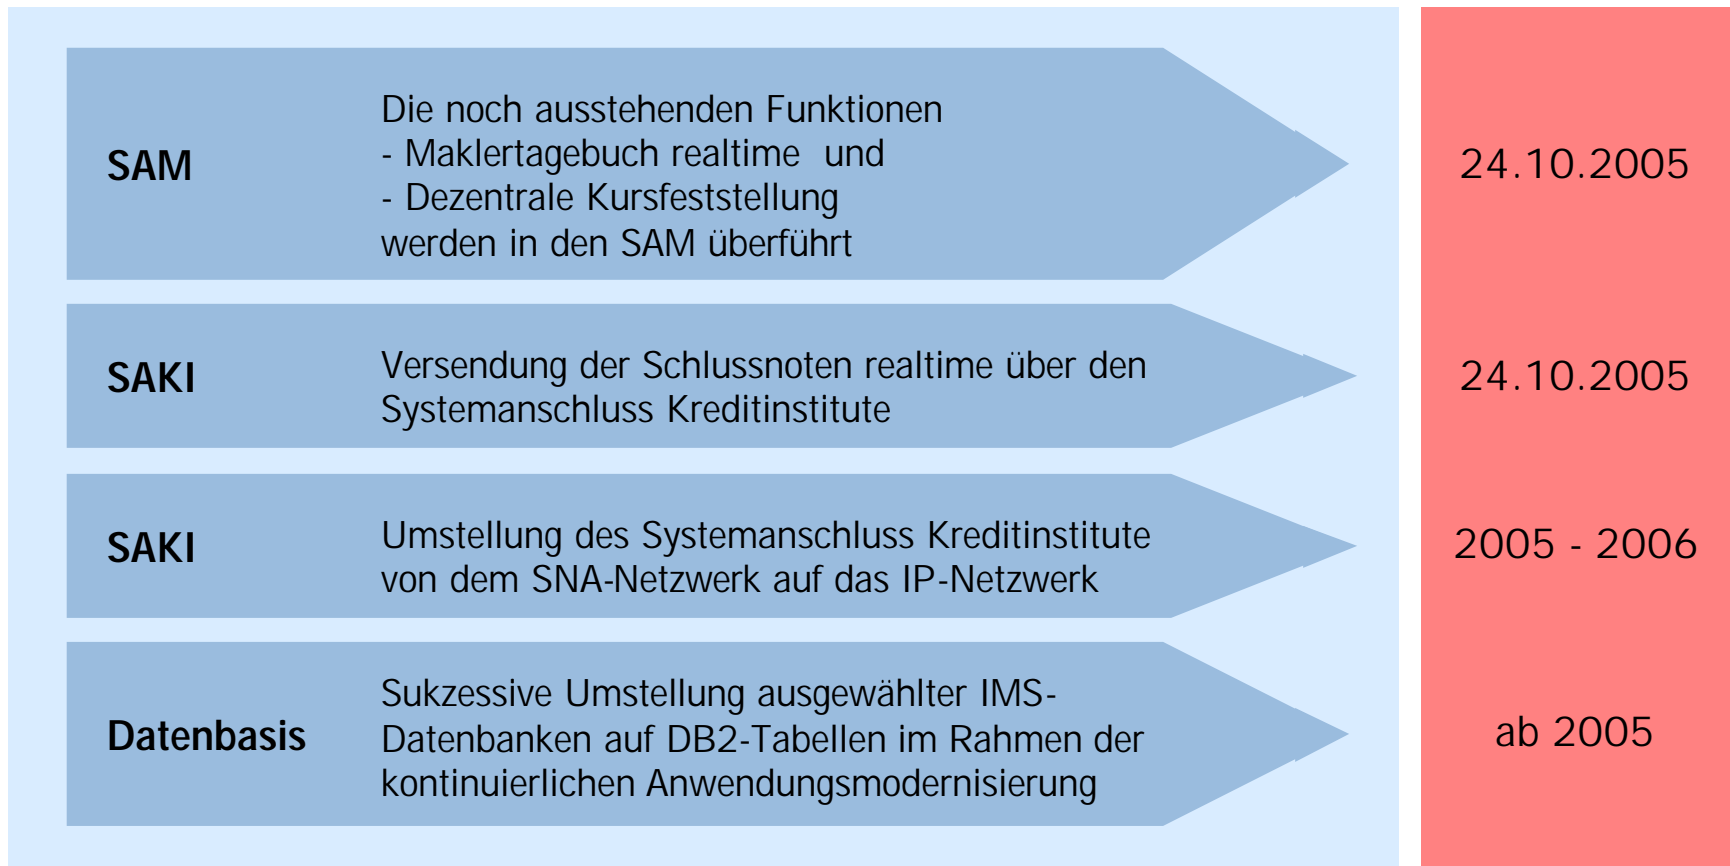 SAM
Die noch ausstehenden Funktionen
- Maklertagebuch realtime und
- Dezentrale Kursfeststellung
werden in den SAM überführt
24.10.2005
SAKI
Versendung der Schlussnoten realtime über den
Systemanschluss Kreditinstitute
24.10.2005
SAKI
Umstellung des Systemanschluss Kreditinstitute
von dem SNA-Netzwerk auf das IP-Netzwerk
2005 - 2006
Datenbasis
Sukzessive Umstellung ausgewählter IMS-
Datenbanken auf DB2-Tabellen im Rahmen der
kontinuierlichen Anwendungsmodernisierung
ab 2005